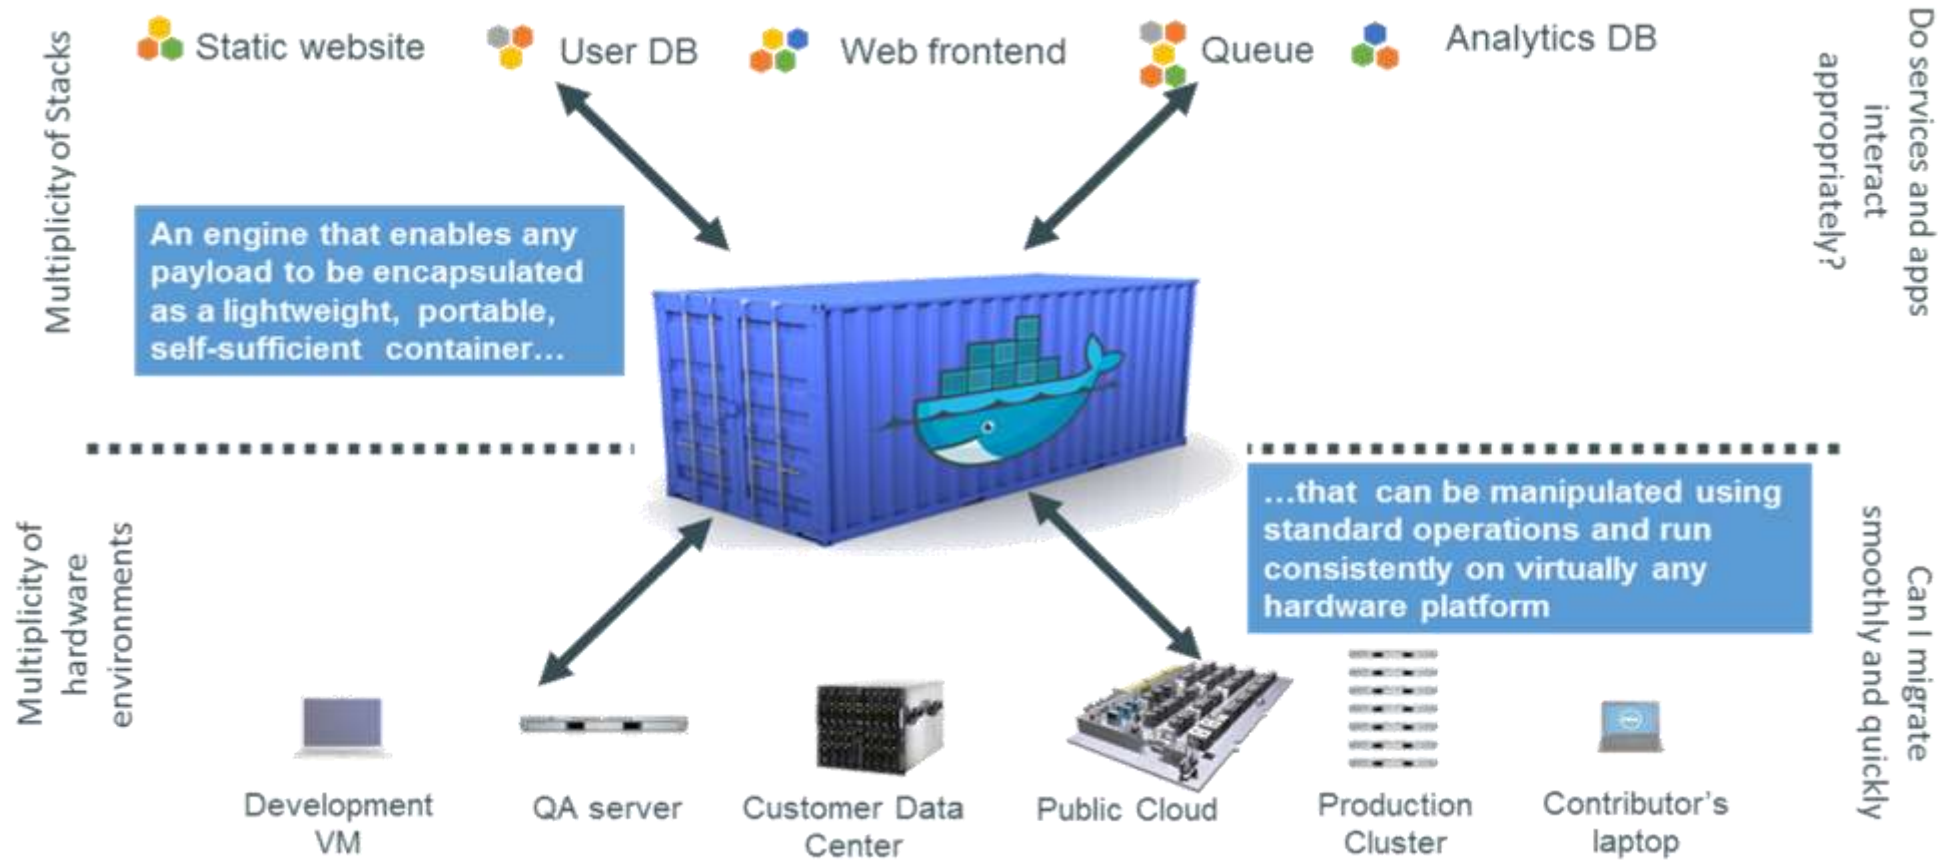 Static website
User DB
Web frontend
Queue
Analytics DB
Multiplicity of Stacks
Do services and apps
interact
appropriately?
An engine that enables any
payload to be encapsulated
as a lightweight, portable,
self-sufficient container…
…that can be manipulated using
standard operations and run
consistently on virtually any
hardware platform
Multiplicity of
hardware
environments
Can I migrate
smoothly and quickly
Development
VM
QA server
Customer Data
Center
Public Cloud
Production
Cluster
Contributor's
laptop